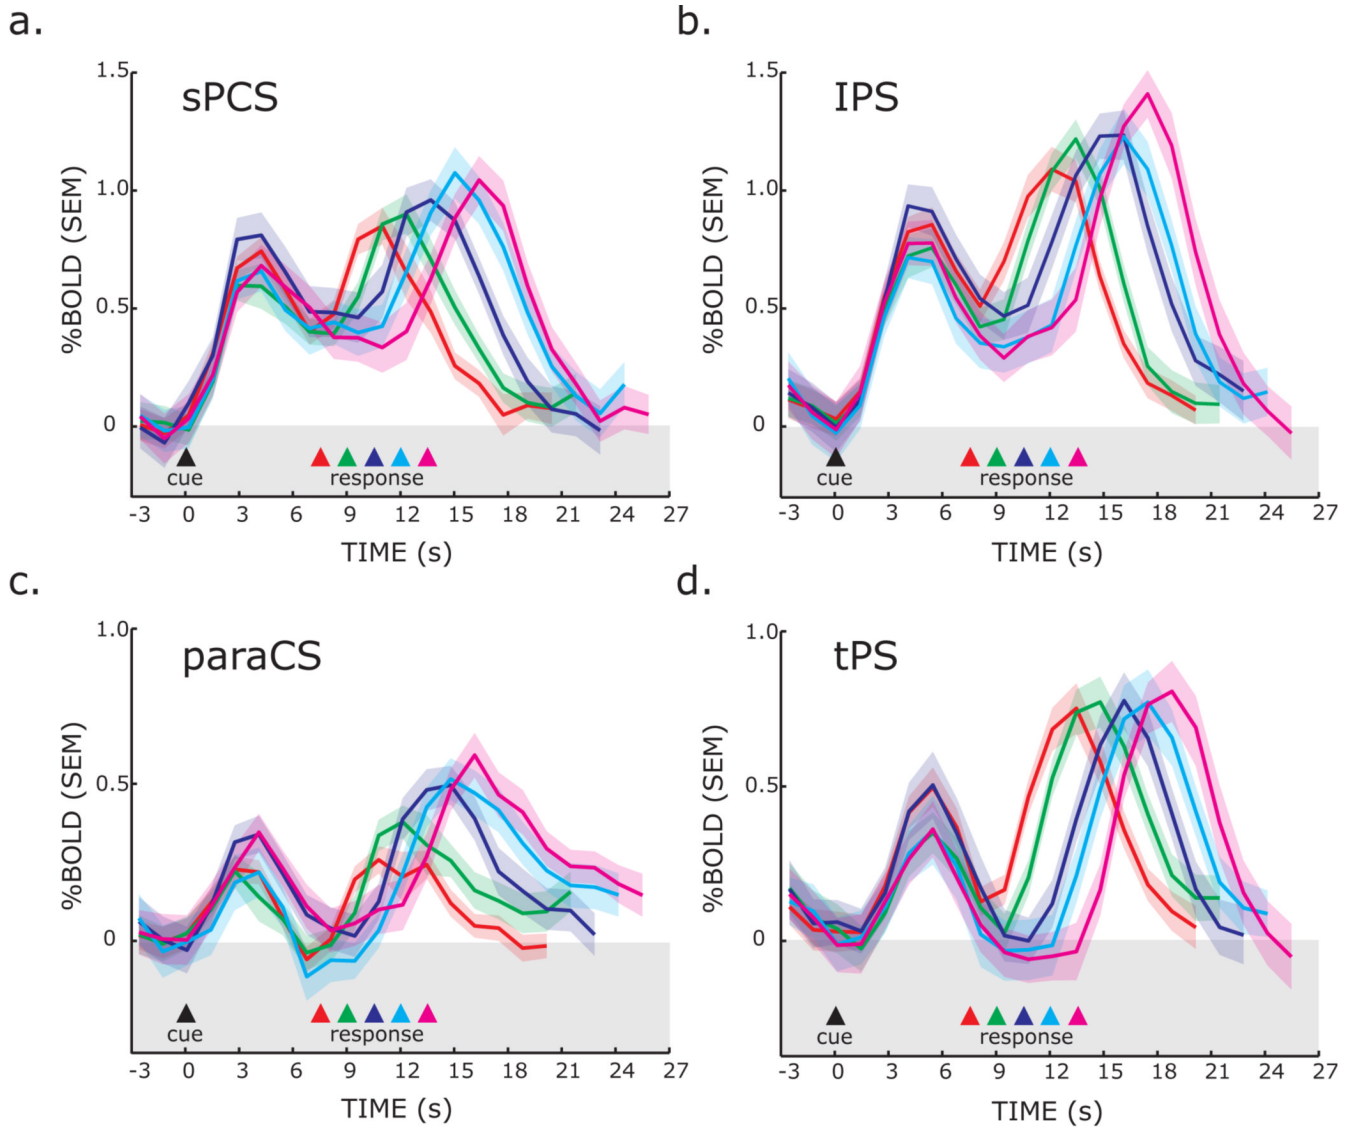 a.
sPCS
%BOLD (SEM)
1.5
1.0
0.5
0
cue
response
-3 0 3 6 9 12 15 18 21 24 27
TIME (s)
b.
IPS
%BOLD (SEM)
1.5
1.0
0.5
0
cue
response
-3 0 3 6 9 12 15 18 21 24 27
TIME (s)
c.
paraCS
%BOLD (SEM)
1.0
0.5
0
cue
response
-3 0 3 6 9 12 15 18 21 24 27
TIME (s)
d.
tPS
%BOLD (SEM)
1.0
0.5
0
cue
response
-3 0 3 6 9 12 15 18 21 24 27
TIME (s)